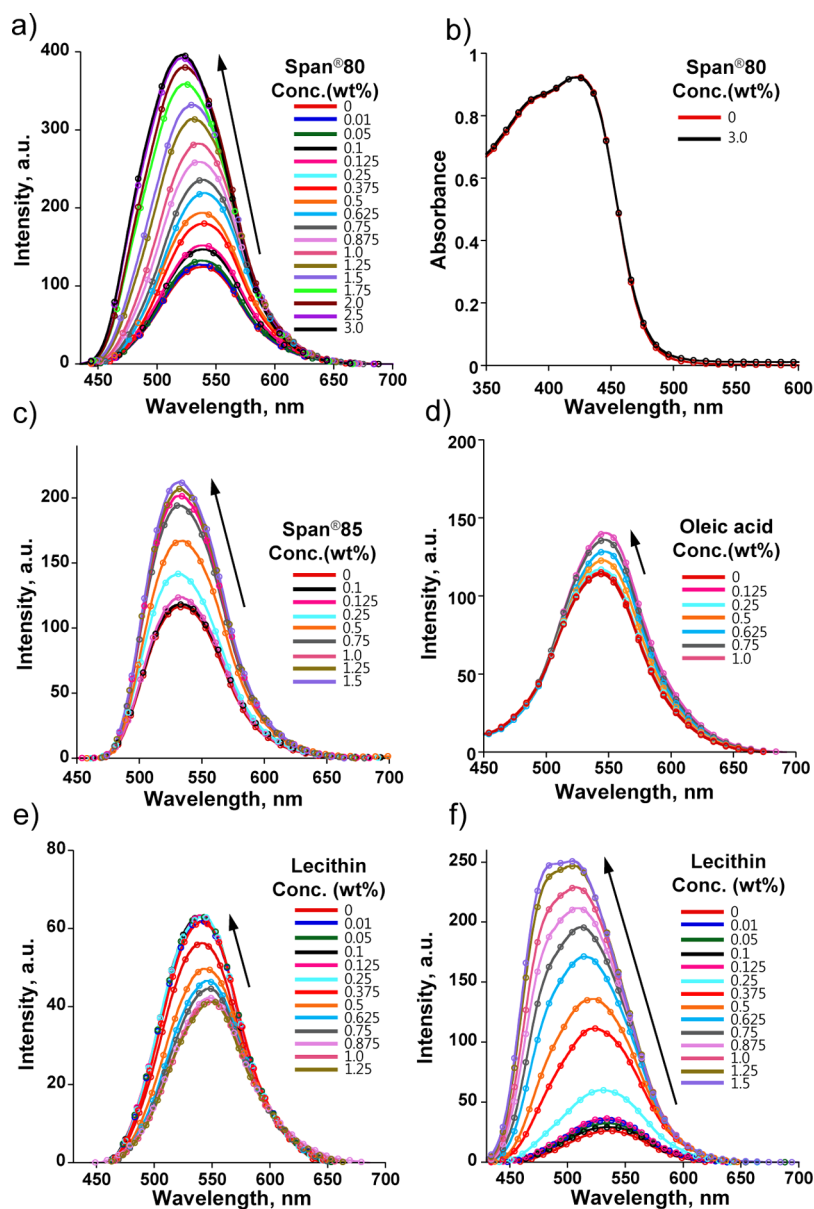 a)
Span®80
Conc.(wt%)
0
0.01
0.05
0.1
0.125
0.25
0.375
0.5
0.625
0.75
0.875
1.0
1.25
1.5
1.75
2.0
2.5
3.0
400
300
200
100
0
Intensity, a.u.
450 500 550 600 650 700
Wavelength, nm
b)
Span®80
Conc.(wt%)
0
3.0
1
0.8
0.6
0.4
0.2
0
Absorbance
350 400 450 500 550 600
Wavelength, nm
c)
Span®85
Conc.(wt%)
0
0.1
0.125
0.25
0.5
0.75
1.0
1.25
1.5
200
150
100
50
0
Intensity, a.u.
450 500 550 600 650 700
Wavelength, nm
d)
Oleic acid
Conc.(wt%)
0
0.125
0.25
0.5
0.625
0.75
1.0
200
150
100
50
0
Intensity, a.u.
450 500 550 600 650 700
Wavelength, nm
e)
Lecithin
Conc. (wt%)
0
0.01
0.05
0.1
0.125
0.25
0.375
0.5
0.625
0.75
0.875
1.0
1.25
80
60
40
20
0
Intensity, a.u.
400 450 500 550 600 650 700
Wavelength, nm
f)
Lecithin
Conc. (wt%)
0
0.01
0.05
0.1
0.125
0.25
0.375
0.5
0.625
0.75
0.875
1.0
1.25
1.5
250
200
150
100
50
0
Intensity, a.u.
450 500 550 600 650 700
Wavelength, nm